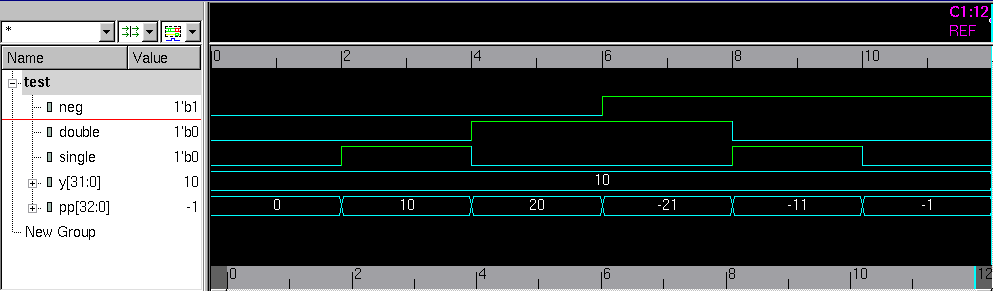 C1:12
REF
*
0 2 4 6 8 10
Name Value
test
neg 1'b1
double 1'b0
single 1'b0
y[31:0] 10 10
pp[32:0] -1 0 10 20 -21 -11 -1
New Group
0 2 4 6 8 10 12